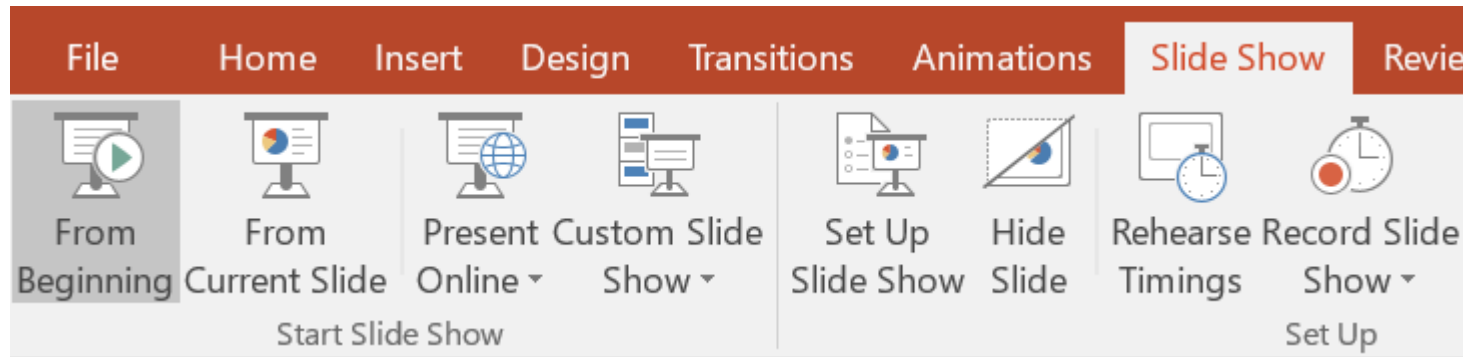 File Home Insert Design Transitions Animations Slide Show Revie
From Beginning
From Current Slide
Present Online
Custom Slide Show
Set Up Slide Show
Hide Slide
Rehearse Timings
Record Slide Show
Start Slide Show
Set Up